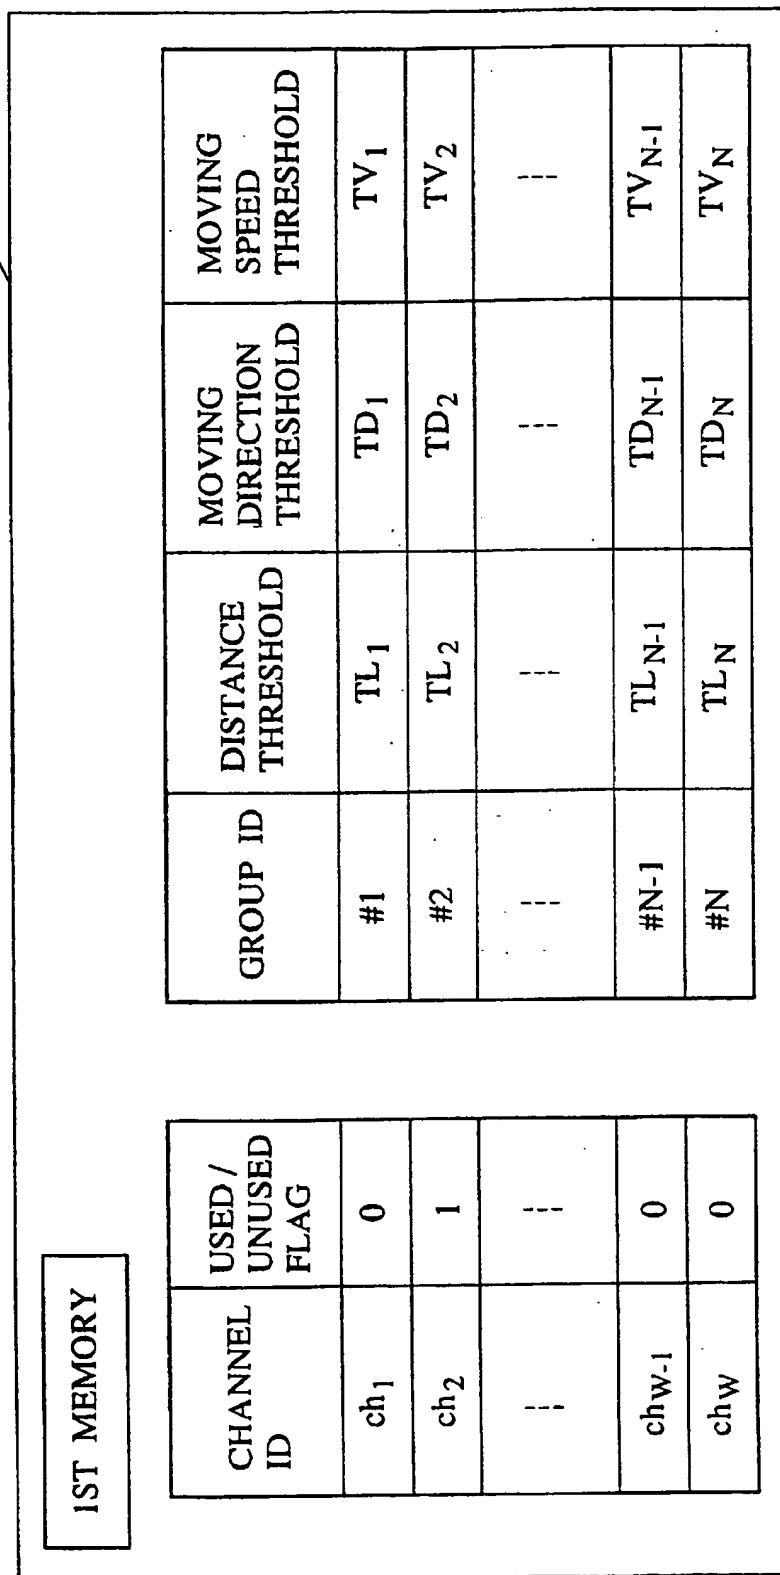 1ST MEMORY
CHANNEL ID | USED / UNUSED FLAG
ch1 | 0
ch2 | 1
--- | ---
chW-1 | 0
chW | 0
GROUP ID | DISTANCE THRESHOLD | MOVING DIRECTION THRESHOLD | MOVING SPEED THRESHOLD
#1 | TL1 | TD1 | TV1
#2 | TL2 | TD2 | TV2
--- | --- | --- | ---
#N-1 | TLN-1 | TDN-1 | TVN-1
#N | TLN | TDN | TVN